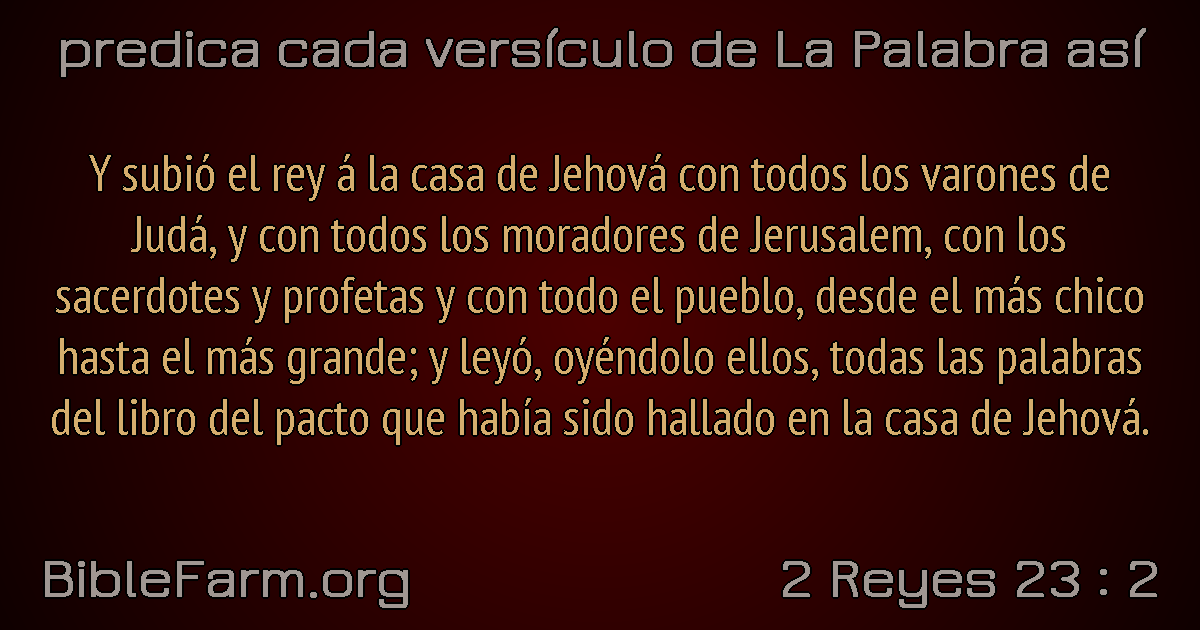 predica cada versículo de La Palabra así
Y subió el rey á la casa de Jehová con todos los varones de
Judá, y con todos los moradores de Jerusalem, con los
sacerdotes y profetas y con todo el pueblo, desde el más chico
hasta el más grande; y leyó, oyéndolo ellos, todas las palabras
del libro del pacto que había sido hallado en la casa de Jehová.
BibleFarm.org
2 Reyes 23 : 2